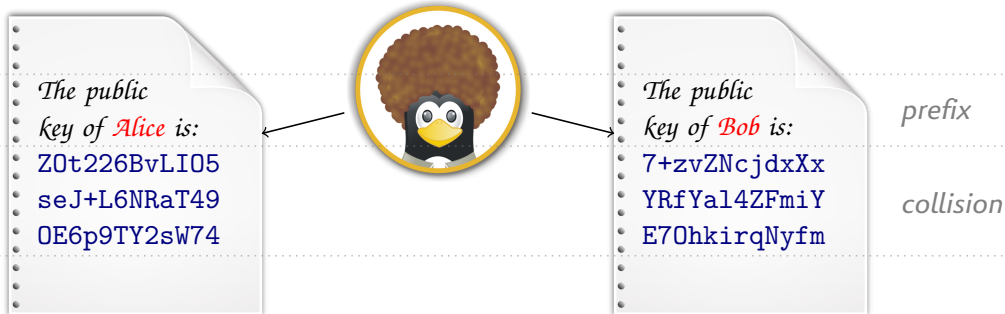 The public
key of Alice is:
ZOt226BvLIO5
seJ+L6NRaT49
OE6p9TY2sW74
The public
key of Bob is:
7+zvZNcjdxXx
YRfYal4ZFmiY
E7OhkirqNyfm
prefix
collision